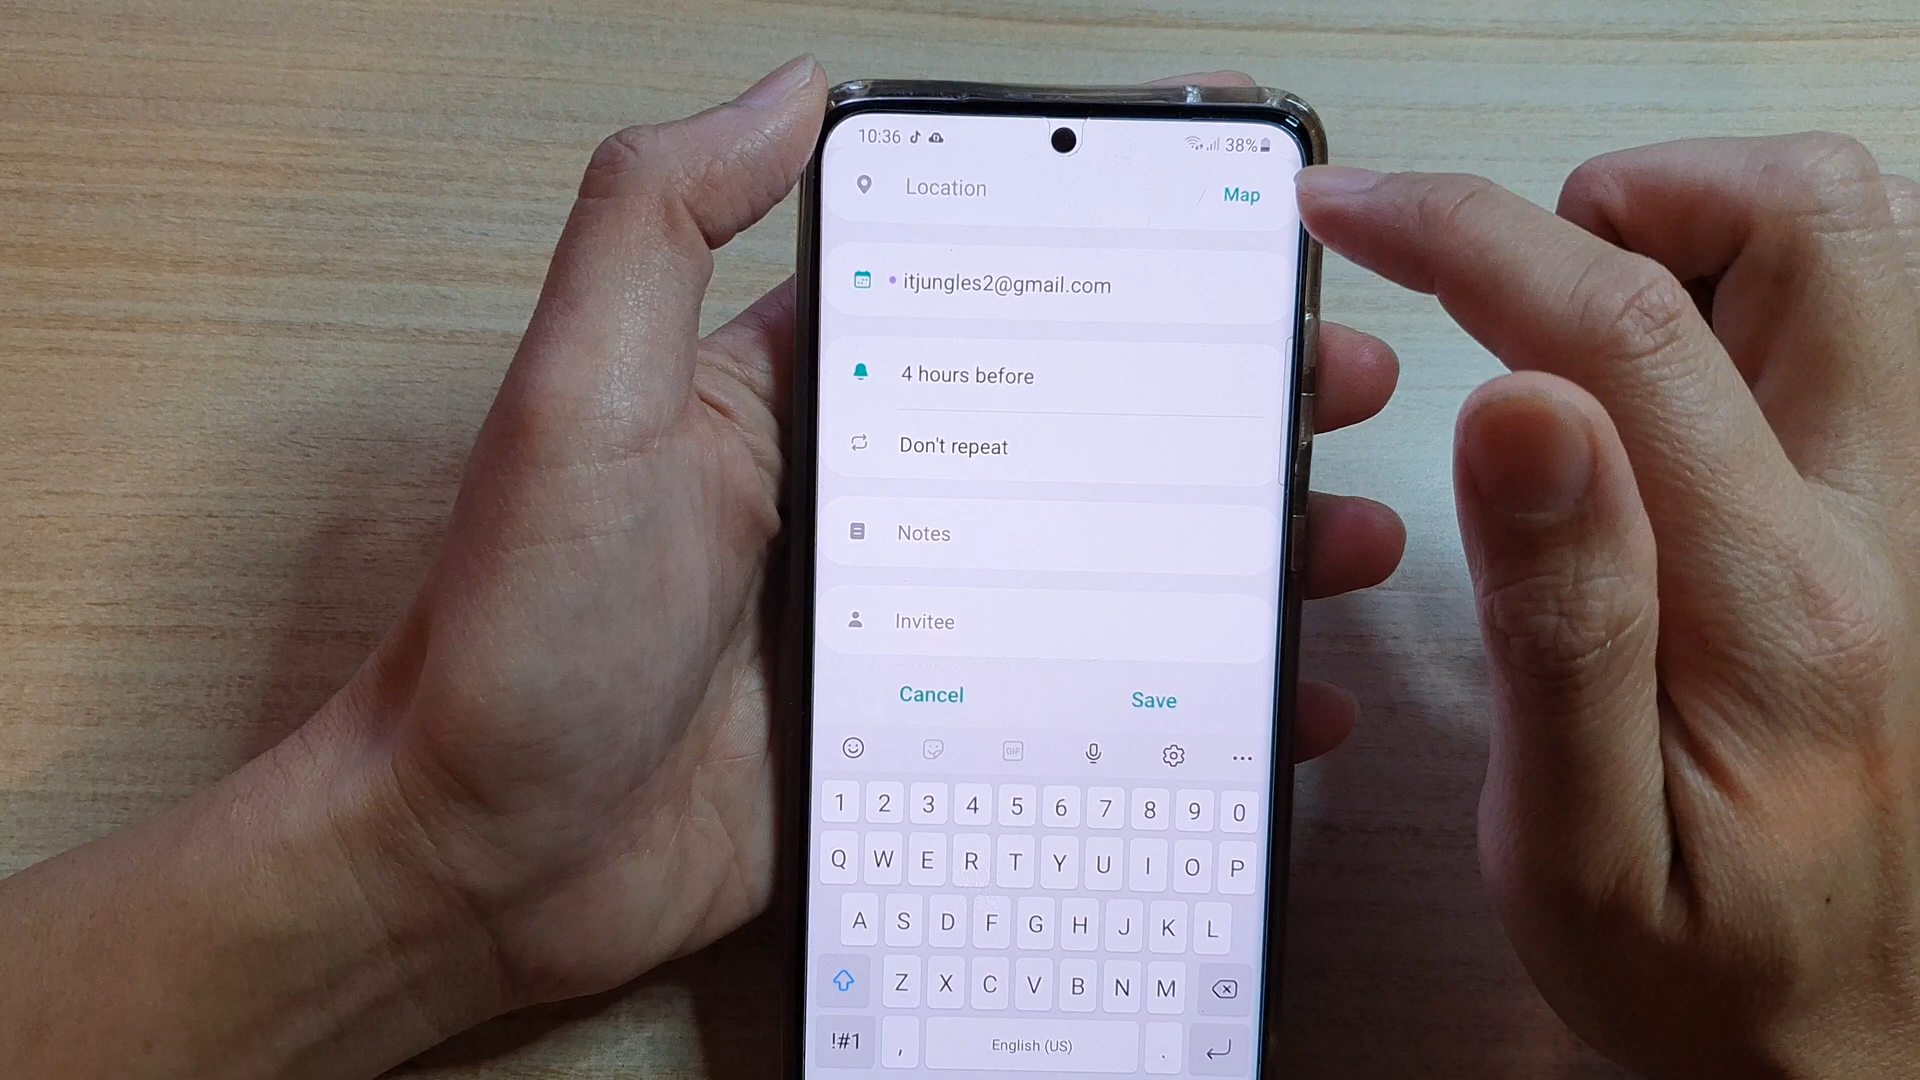 10:36 38%
Location Map
itjungles2@gmail.com
4 hours before
Don't repeat
Notes
Invitee
Cancel Save
GIF
1 2 3 4 5 6 7 8 9 0
Q W E R T Y U I O P
A S D F G H J K L
Z X C V B N M
!#1 , English (US) .